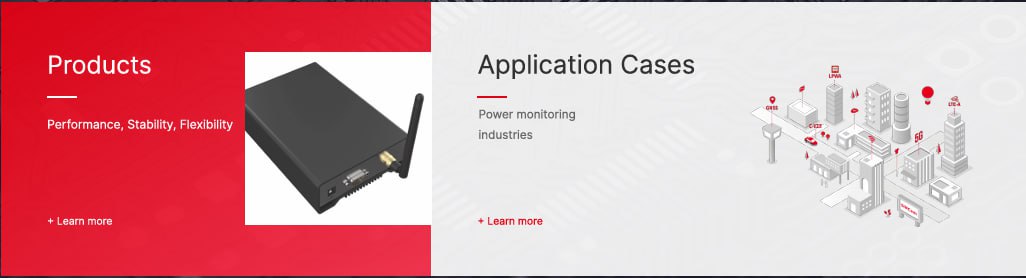 Products
Performance, Stability, Flexibility
+ Learn more
Application Cases
Power monitoring
industries
+ Learn more
LPWA
LTE-A
GNSS
C-V2X
5G